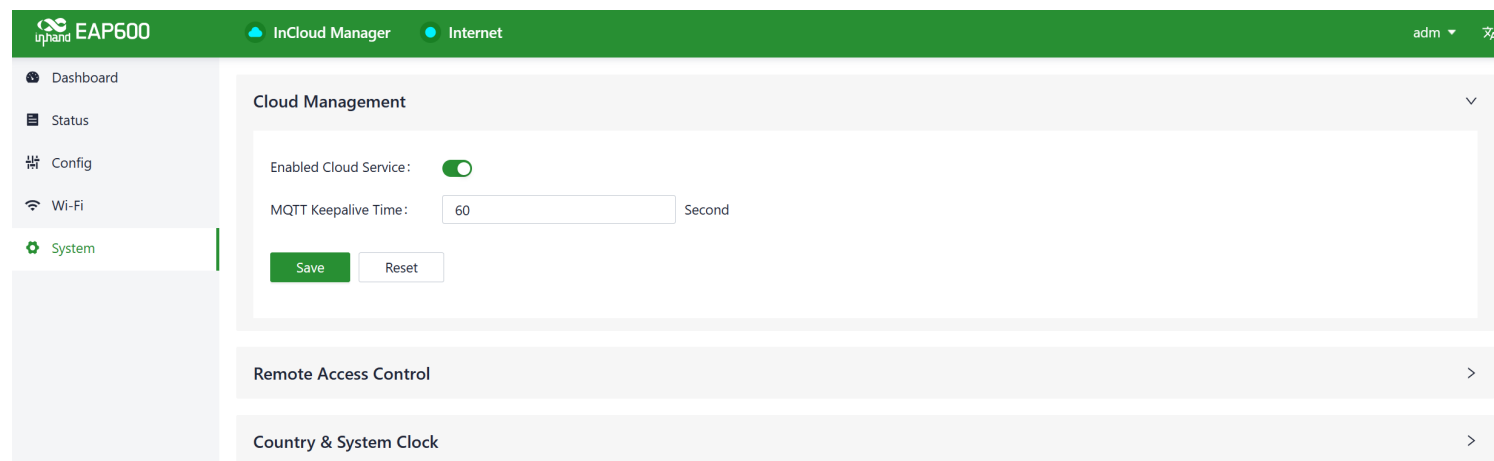 inhand EAP600
InCloud Manager
Internet
adm
Dashboard
Status
Config
Wi-Fi
System
Cloud Management
Enabled Cloud Service:
MQTT Keepalive Time: 60 Second
Save Reset
Remote Access Control
Country & System Clock